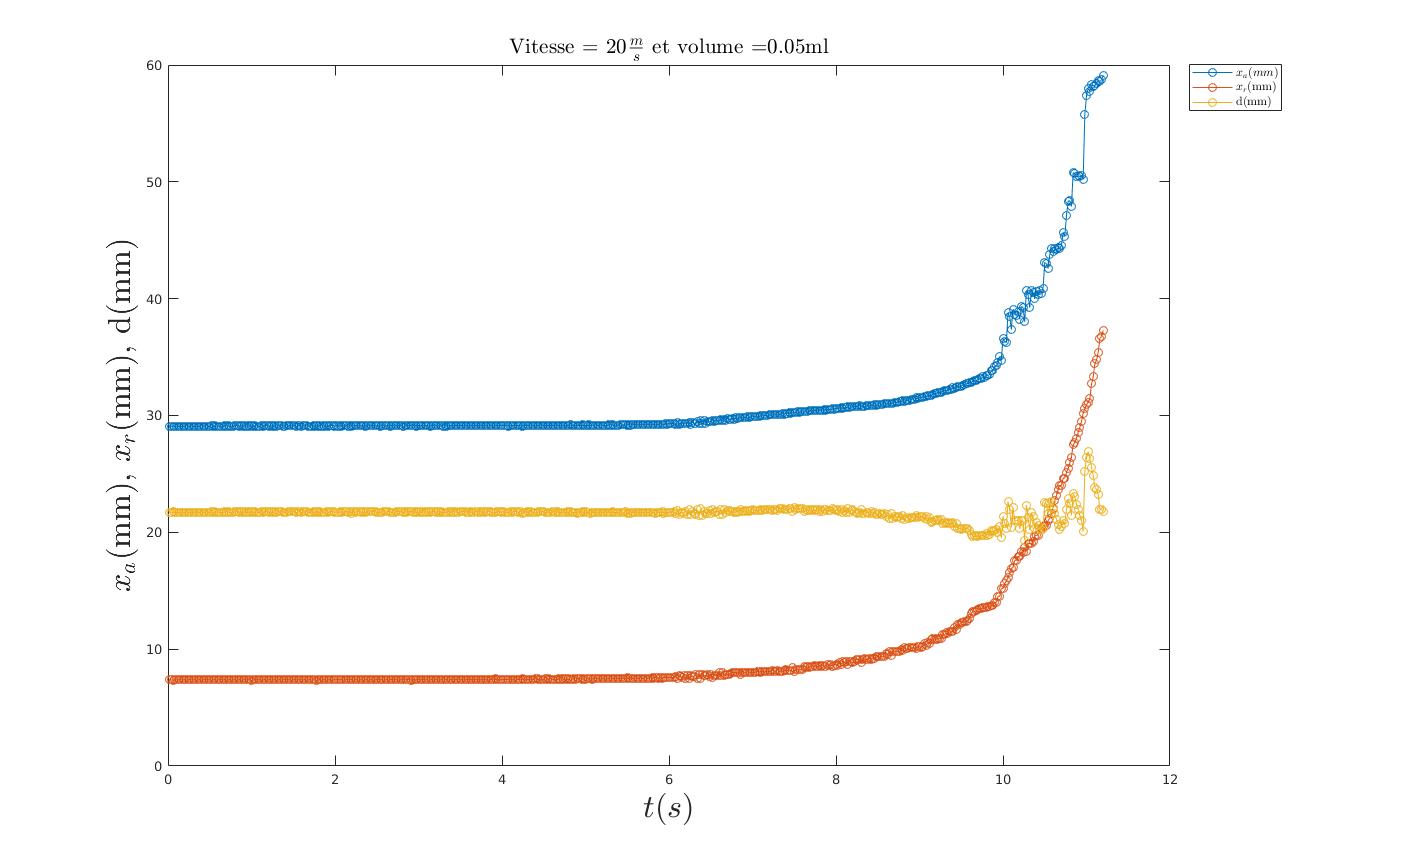 Vitesse = 20 m/s et volume =0.05ml
x_a(mm)
x_r(mm)
d(mm)
60
50
40
30
20
10
0
x_a(mm), x_r(mm), d(mm)
0 2 4 6 8 10 12
t(s)